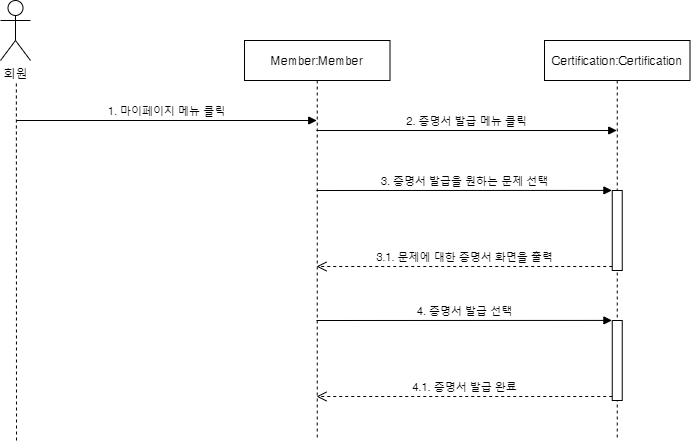 Member:Member
Certification:Certification
회원
1. 마이페이지 메뉴 클릭
2. 증명서 발급 메뉴 클릭
3. 증명서 발급을 원하는 문제 선택
3.1. 문제에 대한 증명서 화면을 출력
4. 증명서 발급 선택
4.1. 증명서 발급 완료